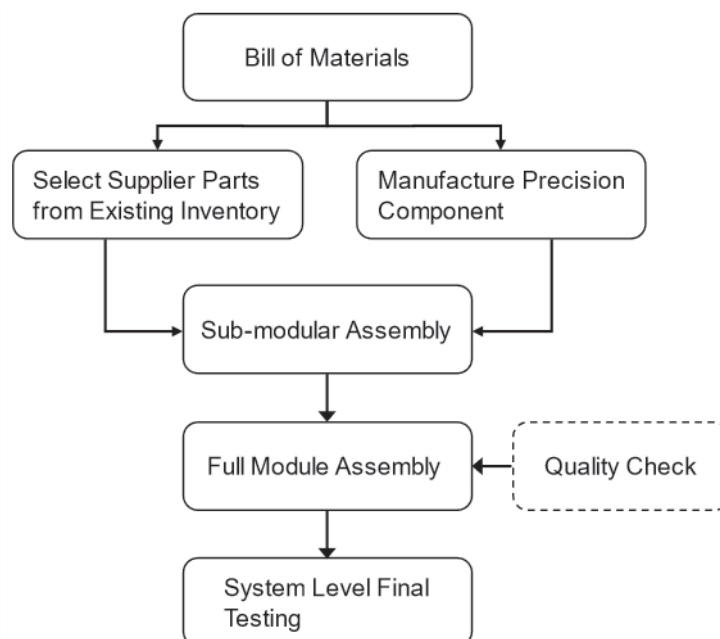 Bill of Materials
Select Supplier Parts
from Existing Inventory
Manufacture Precision
Component
Sub-modular Assembly
Full Module Assembly
Quality Check
System Level Final
Testing